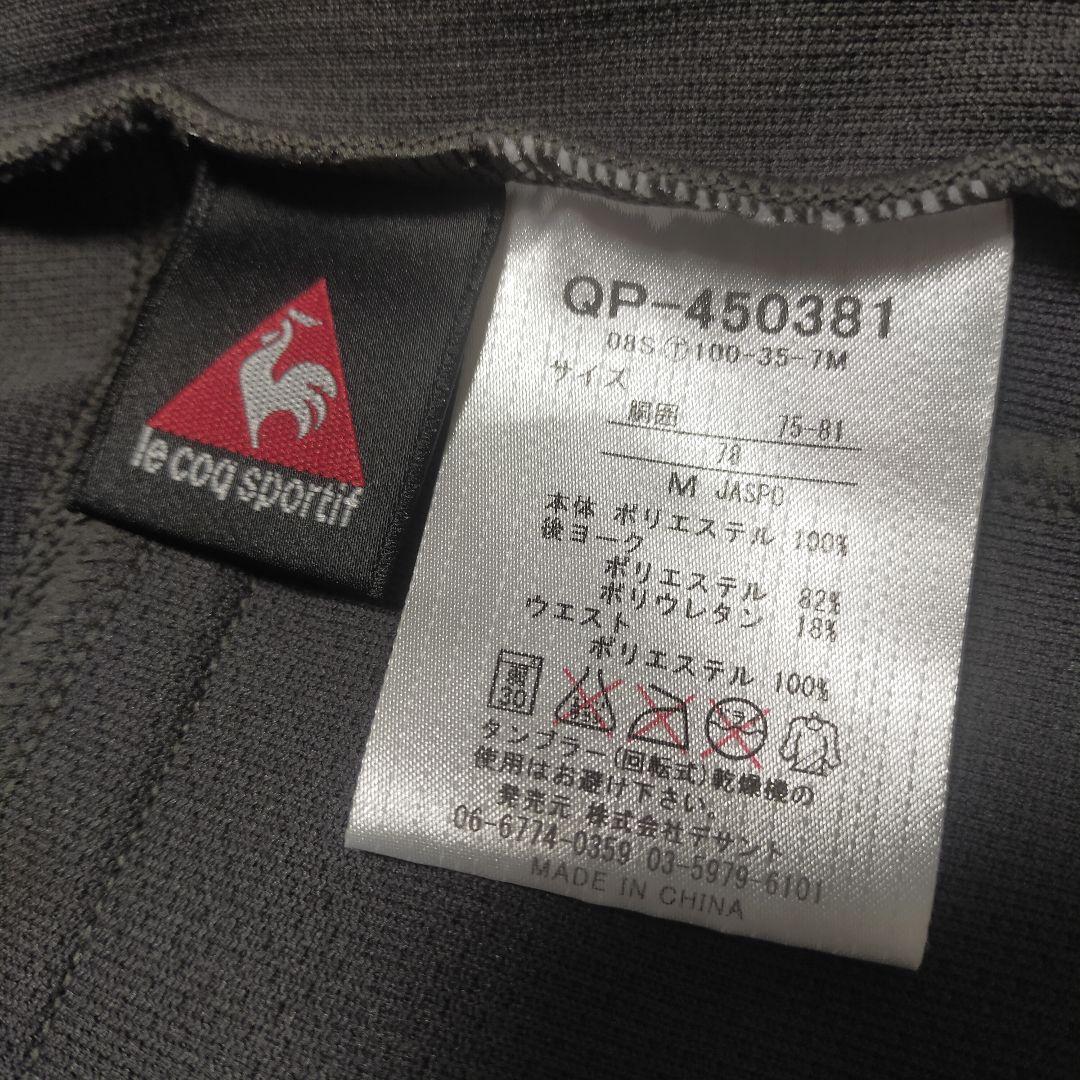 le coq sportif
QP-450381
08S ㊉100-35-7M
サイズ
胴囲 75-81
78
M JASPO
本体 ポリエステル 100%
後ヨーク
ポリエステル 82%
ポリウレタン 18%
ウエスト
ポリエステル 100%
30
タンブラー(回転式)乾燥機の
使用はお避け下さい。
発売元 株式会社デサント
06-6774-0359 03-5979-6101
MADE IN CHINA